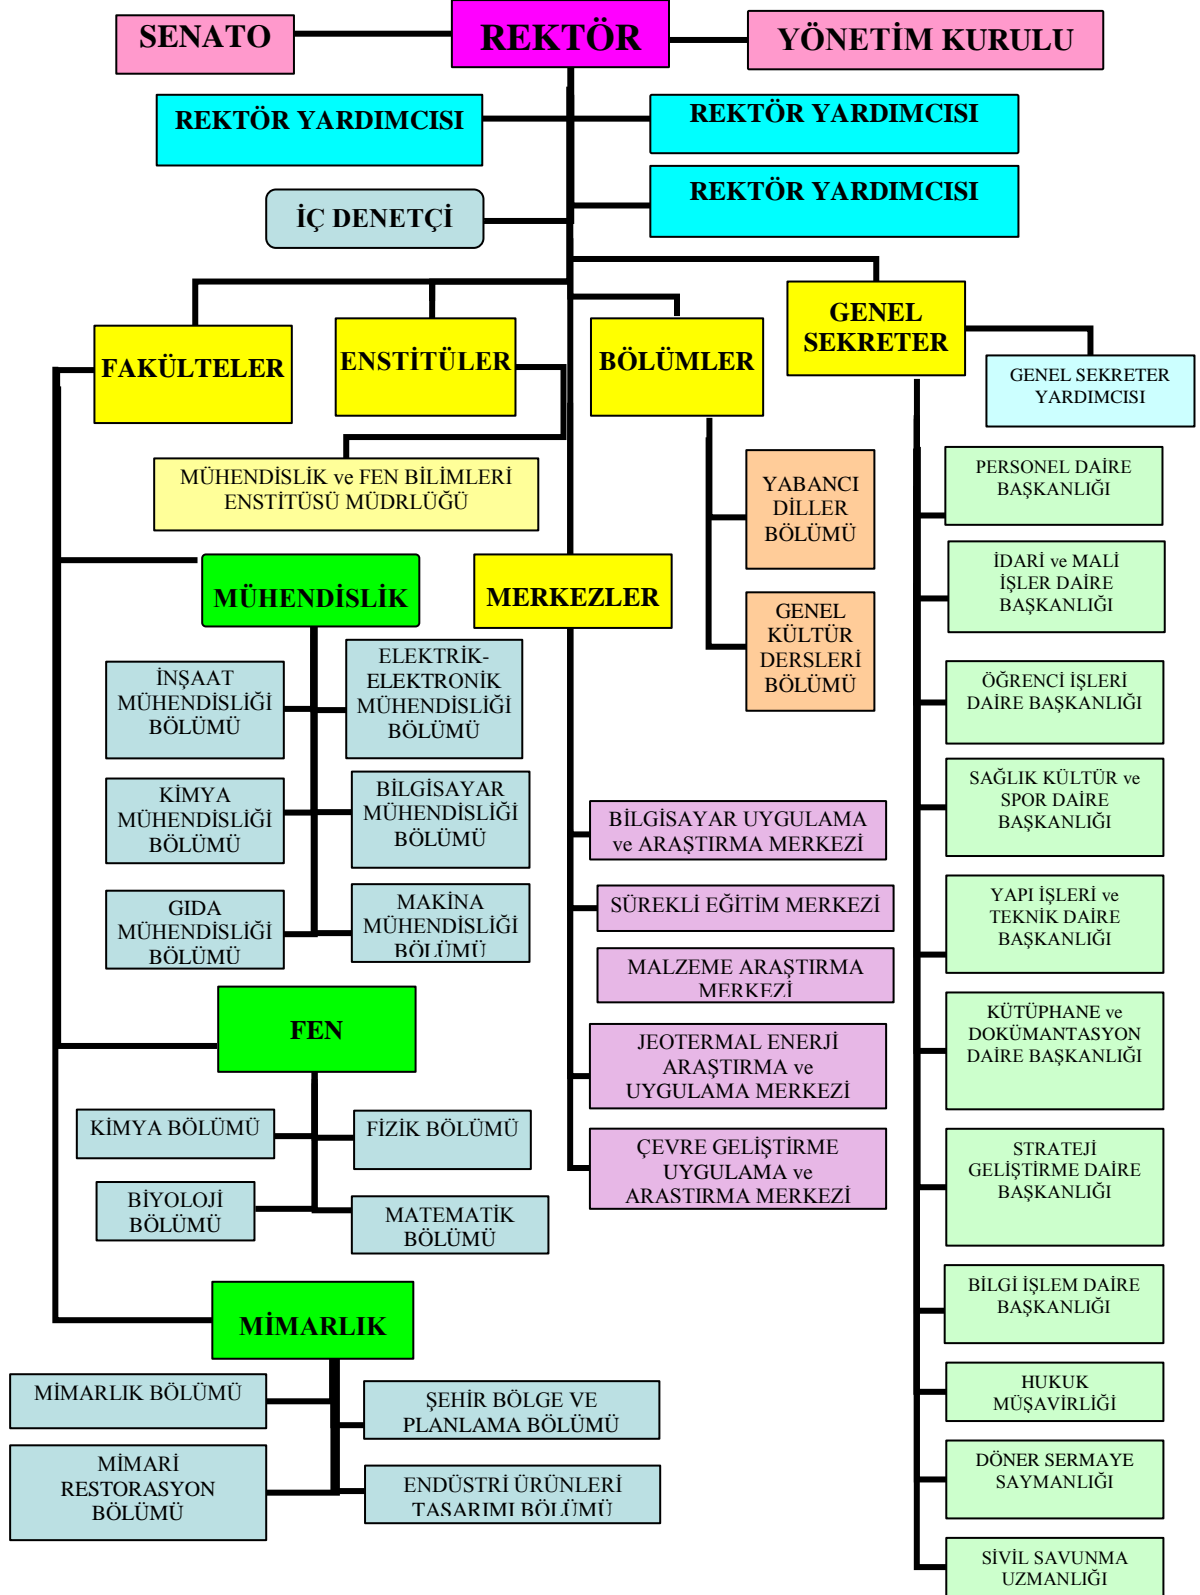 SENATO
REKTÖR
YÖNETİM KURULU
REKTÖR YARDIMCISI
REKTÖR YARDIMCISI
REKTÖR YARDIMCISI
İÇ DENETÇİ
FAKÜLTELER
ENSTİTÜLER
BÖLÜMLER
GENEL
SEKRETER
GENEL SEKRETER
YARDIMCISI
MÜHENDİSLİK ve FEN BİLİMLERİ
ENSTİTÜSÜ MÜDRLÜĞÜ
YABANCI
DİLLER
BÖLÜMÜ
GENEL
KÜLTÜR
DERSLERİ
BÖLÜMÜ
MÜHENDİSLİK
İNŞAAT
MÜHENDİSLİĞİ
BÖLÜMÜ
ELEKTRİK-
ELEKTRONİK
MÜHENDİSLİĞİ
BÖLÜMÜ
KİMYA
MÜHENDİSLİĞİ
BÖLÜMÜ
BİLGİSAYAR
MÜHENDİSLİĞİ
BÖLÜMÜ
GIDA
MÜHENDİSLİĞİ
BÖLÜMÜ
MAKİNA
MÜHENDİSLİĞİ
BÖLÜMÜ
FEN
KİMYA BÖLÜMÜ
FİZİK BÖLÜMÜ
BİYOLOJİ
BÖLÜMÜ
MATEMATİK
BÖLÜMÜ
MİMARLIK
MİMARLIK BÖLÜMÜ
ŞEHİR BÖLGE VE
PLANLAMA BÖLÜMÜ
MİMARİ
RESTORASYON
BÖLÜMÜ
ENDÜSTRİ ÜRÜNLERİ
TASARIMI BÖLÜMÜ
MERKEZLER
BİLGİSAYAR UYGULAMA
ve ARAŞTIRMA MERKEZİ
SÜREKLİ EĞİTİM MERKEZİ
MALZEME ARAŞTIRMA
MERKEZİ
JEOTERMAL ENERJİ
ARAŞTIRMA ve
UYGULAMA MERKEZİ
ÇEVRE GELİŞTİRME
UYGULAMA ve
ARASTIRMA MERKEZİ
PERSONEL DAİRE
BAŞKANLIĞI
İDARİ ve MALİ
İŞLER DAİRE
BAŞKANLIĞI
ÖĞRENCİ İŞLERİ
DAİRE BAŞKANLIĞI
SAĞLIK KÜLTÜR ve
SPOR DAİRE
BAŞKANLIĞI
YAPI İŞLERİ ve
TEKNİK DAİRE
BAŞKANLIĞI
KÜTÜPHANE ve
DOKÜMANTASYON
DAİRE BAŞKANLIĞI
STRATEJİ
GELİŞTİRME DAİRE
BAŞKANLIĞI
BİLGİ İŞLEM DAİRE
BAŞKANLIĞI
HUKUK
MÜŞAVİRLİĞİ
DÖNER SERMAYE
SAYMANLIĞI
SİVİL SAVUNMA
UZMANLIĞI